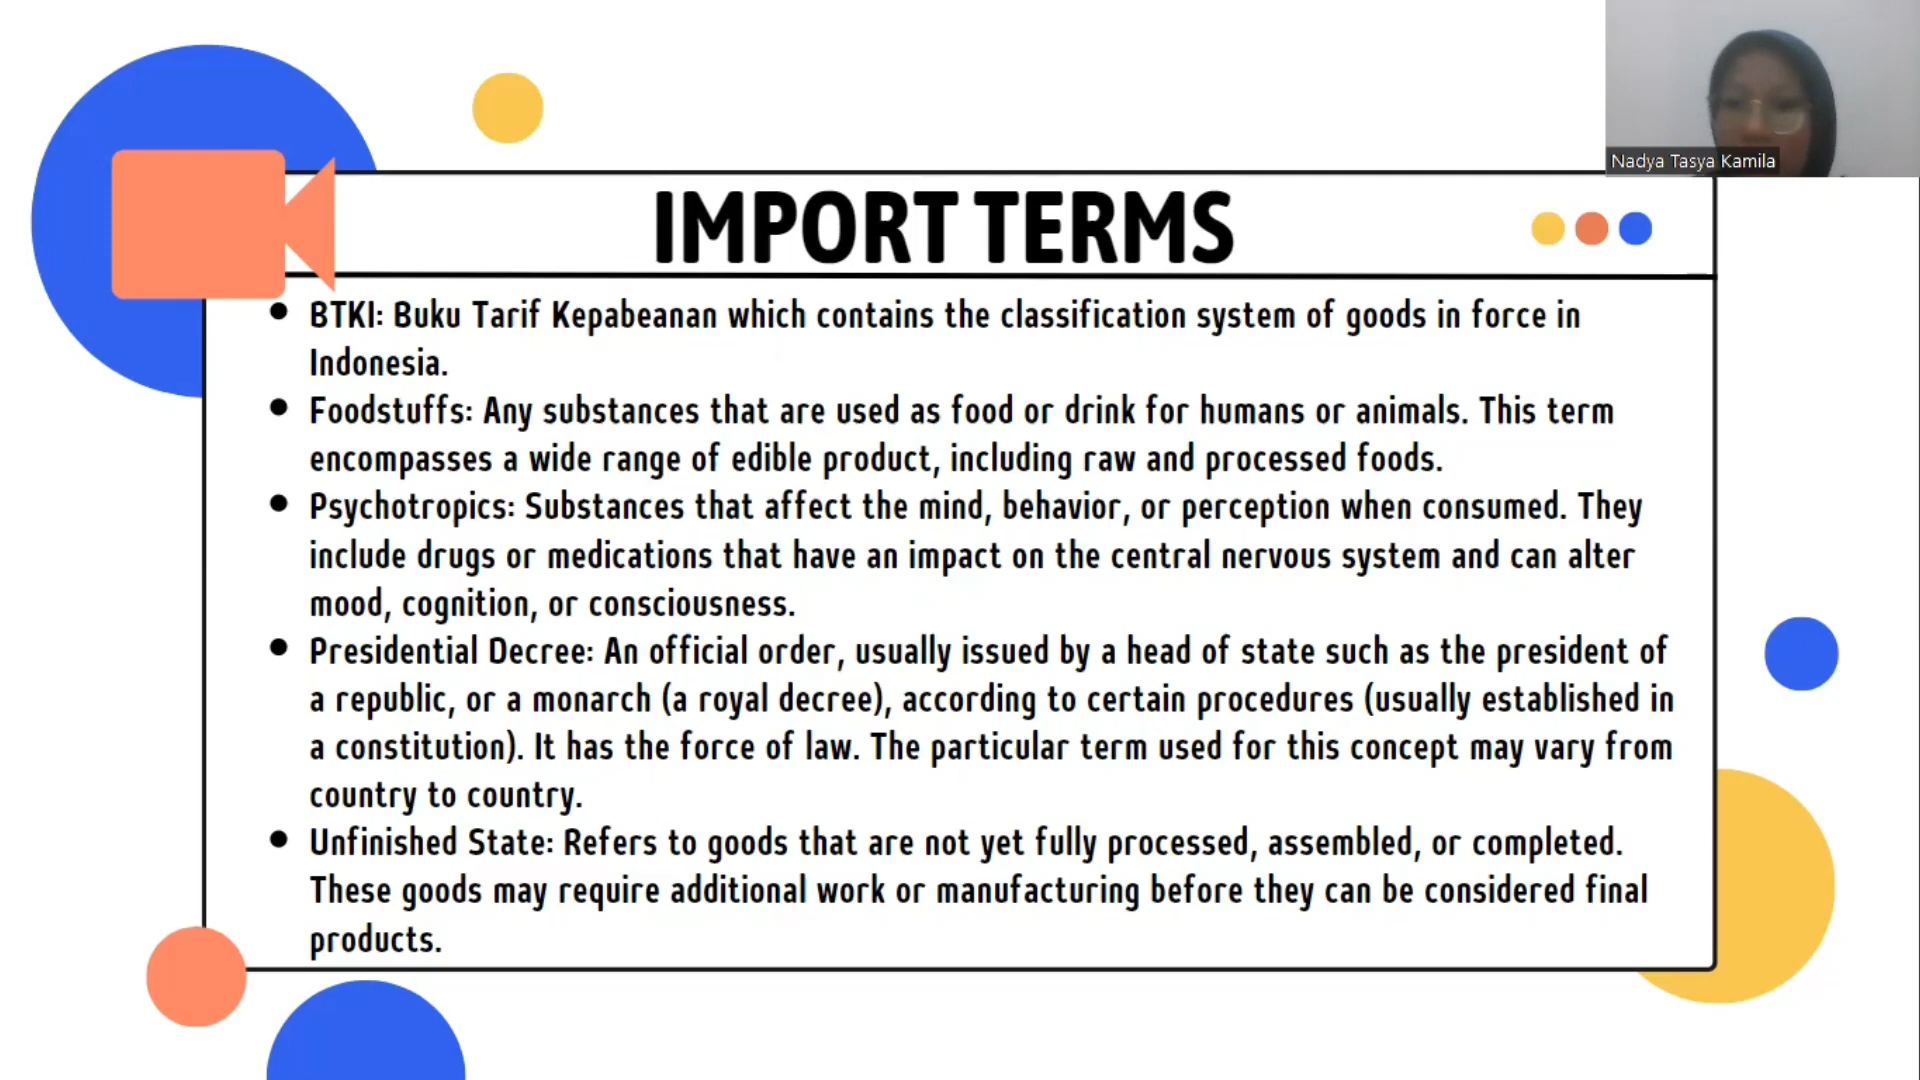 Nadya Tasya Kamila
IMPORT TERMS
• BTKI: Buku Tarif Kepabeanan which contains the classification system of goods in force in
Indonesia.
• Foodstuffs: Any substances that are used as food or drink for humans or animals. This term
encompasses a wide range of edible product, including raw and processed foods.
• Psychotropics: Substances that affect the mind, behavior, or perception when consumed. They
include drugs or medications that have an impact on the central nervous system and can alter
mood, cognition, or consciousness.
• Presidential Decree: An official order, usually issued by a head of state such as the president of
a republic, or a monarch (a royal decree), according to certain procedures (usually established in
a constitution). It has the force of law. The particular term used for this concept may vary from
country to country.
• Unfinished State: Refers to goods that are not yet fully processed, assembled, or completed.
These goods may require additional work or manufacturing before they can be considered final
products.